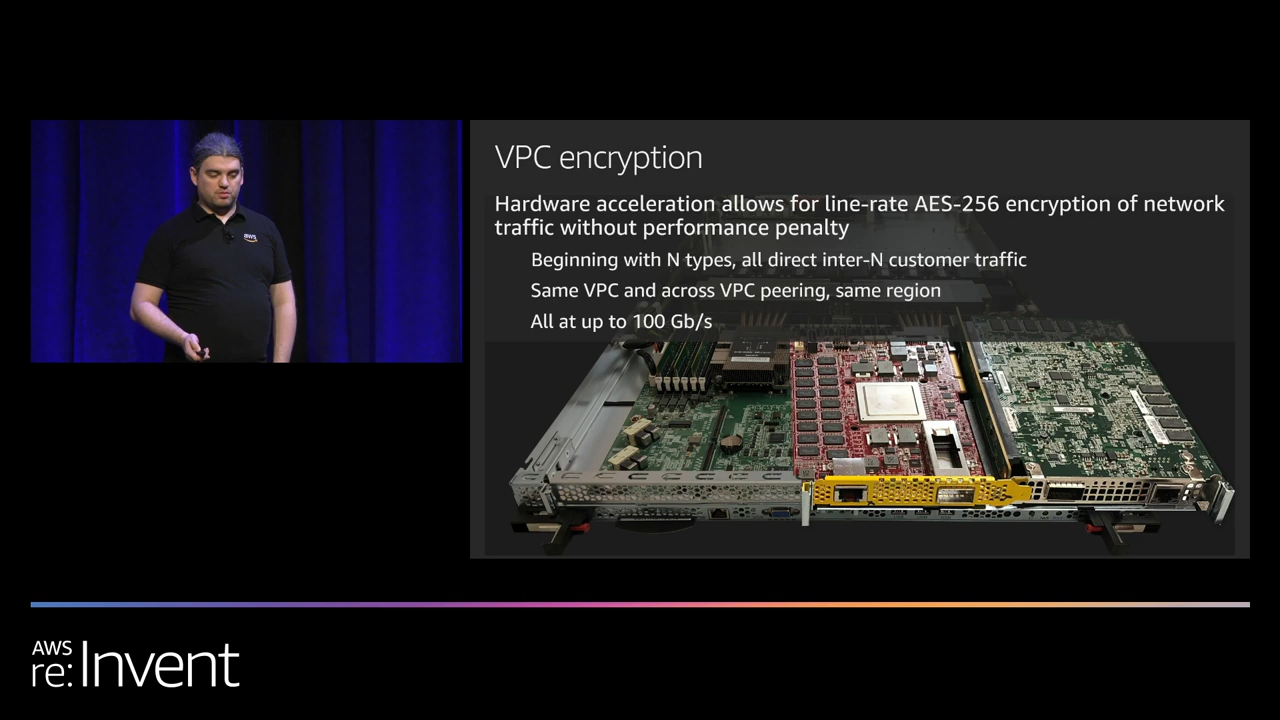 VPC encryption
Hardware acceleration allows for line-rate AES-256 encryption of network
traffic without performance penalty
Beginning with N types, all direct inter-N customer traffic
Same VPC and across VPC peering, same region
All at up to 100 Gb/s
aws
AWS
re:Invent